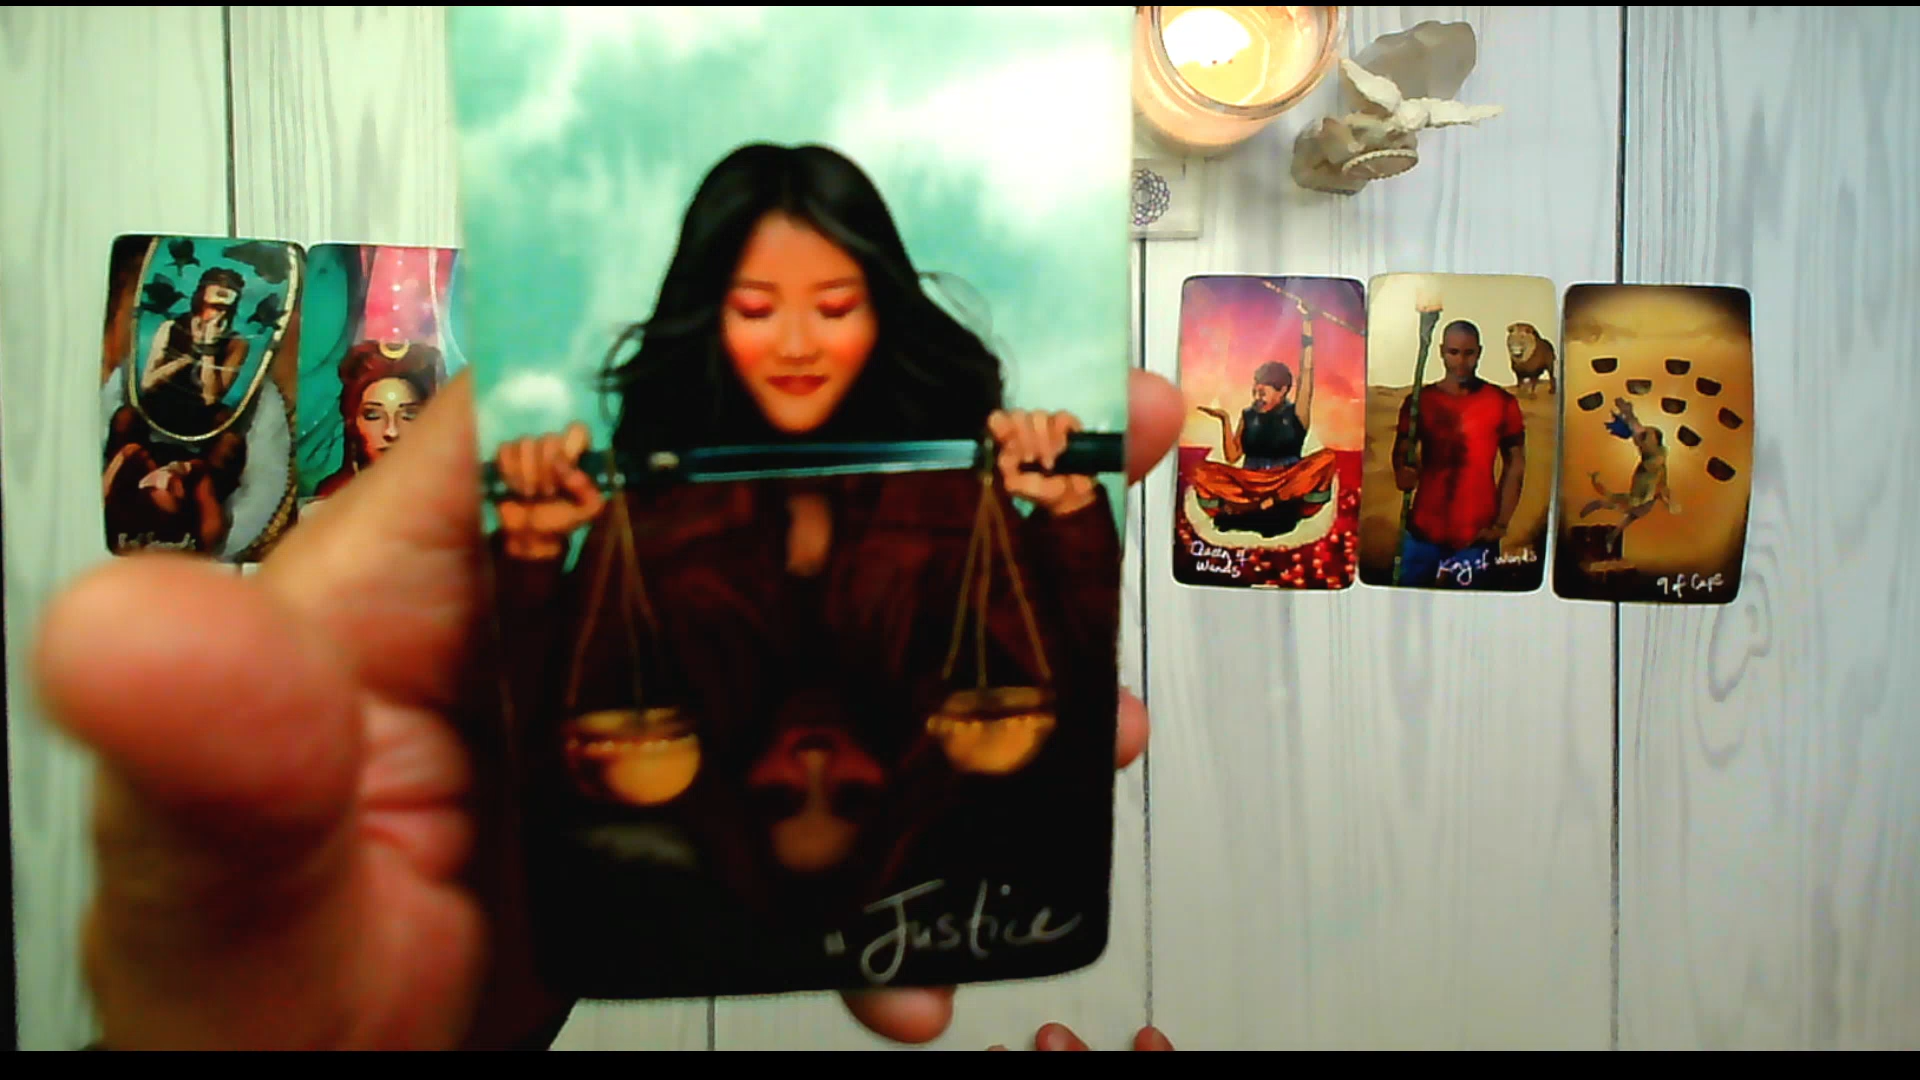 Justice
Queen of
Wands
King of Wands
9 of Cups